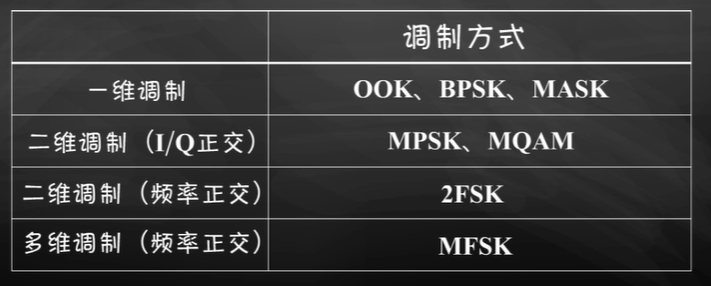 调制方式
一维调制 OOK、BPSK、MASK
二维调制（I/Q正交） MPSK、MQAM
二维调制（频率正交） 2FSK
多维调制（频率正交） MFSK